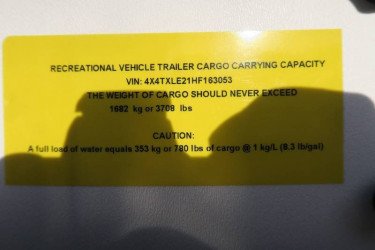 RECREATIONAL VEHICLE TRAILER CARGO CARRYING CAPACITY
VIN: 4X4TXLE21HF163053
THE WEIGHT OF CARGO SHOULD NEVER EXCEED
1682 kg or 3708 lbs
CAUTION:
A full load of water equals 353 kg or 780 lbs of cargo @ 1 kg/L (8.3 lb/gal)